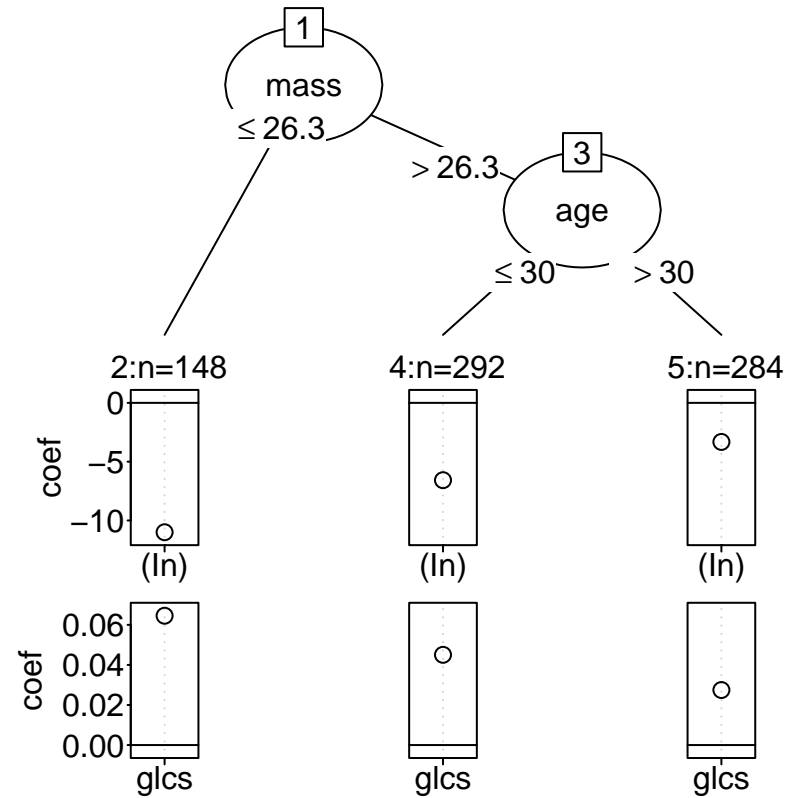 1
mass
≤ 26.3
> 26.3
3
age
≤ 30
> 30
2:n=148
4:n=292
5:n=284
coef
0
−5
−10
(In)
(In)
(In)
coef
0.06
0.04
0.02
0.00
glcs
glcs
glcs